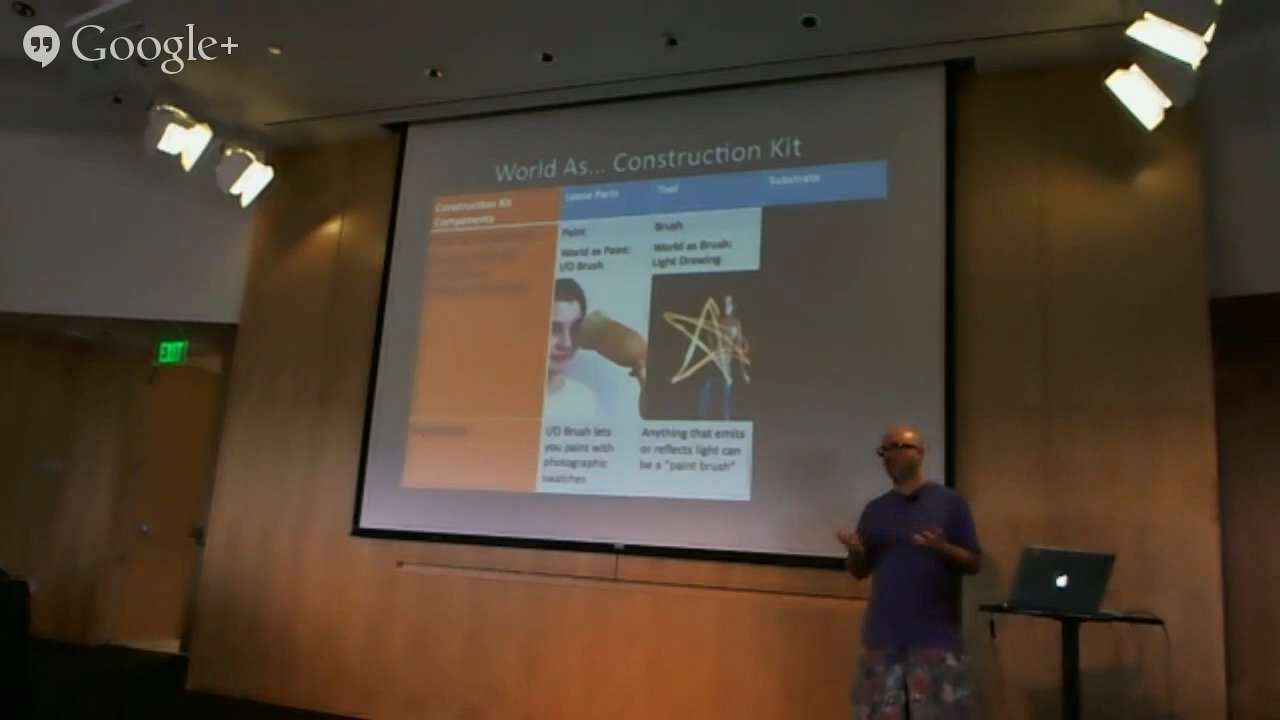 Google+
EXIT
World As... Construction Kit
Construction Kit
Components
Loose Parts
Tool
Substrate
Paint
World as Paint:
I/O Brush
Brush
World as Brush:
Light Drawing
I/O Brush lets
you paint with
photographic
swatches
Anything that emits
or reflects light can
be a "paint brush"